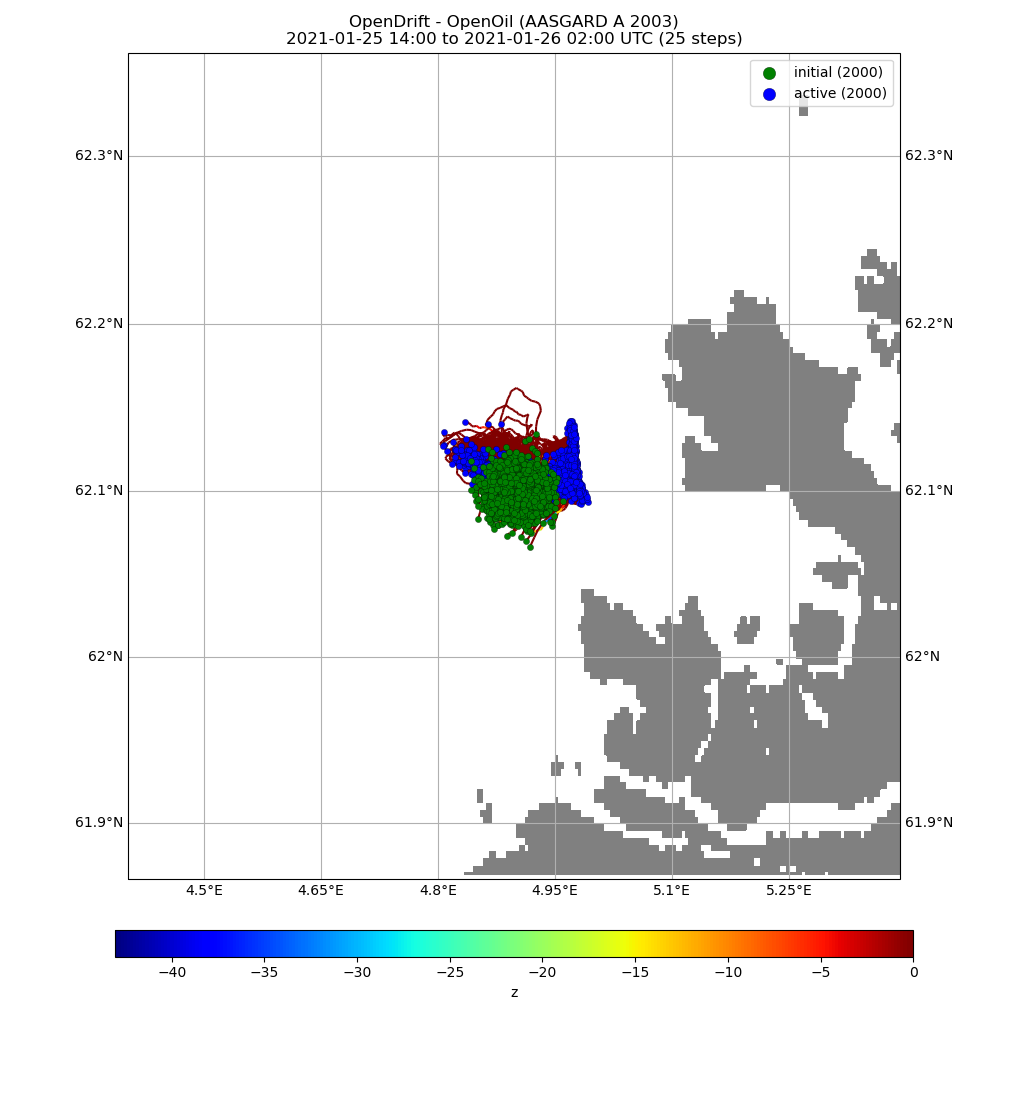 OpenDrift - OpenOil (AASGARD A 2003)
2021-01-25 14:00 to 2021-01-26 02:00 UTC (25 steps)
initial (2000)
active (2000)
62.3°N 62.3°N
62.2°N 62.2°N
62.1°N 62.1°N
62°N 62°N
61.9°N 61.9°N
4.5°E 4.65°E 4.8°E 4.95°E 5.1°E 5.25°E
−40 −35 −30 −25 −20 −15 −10 −5 0
z